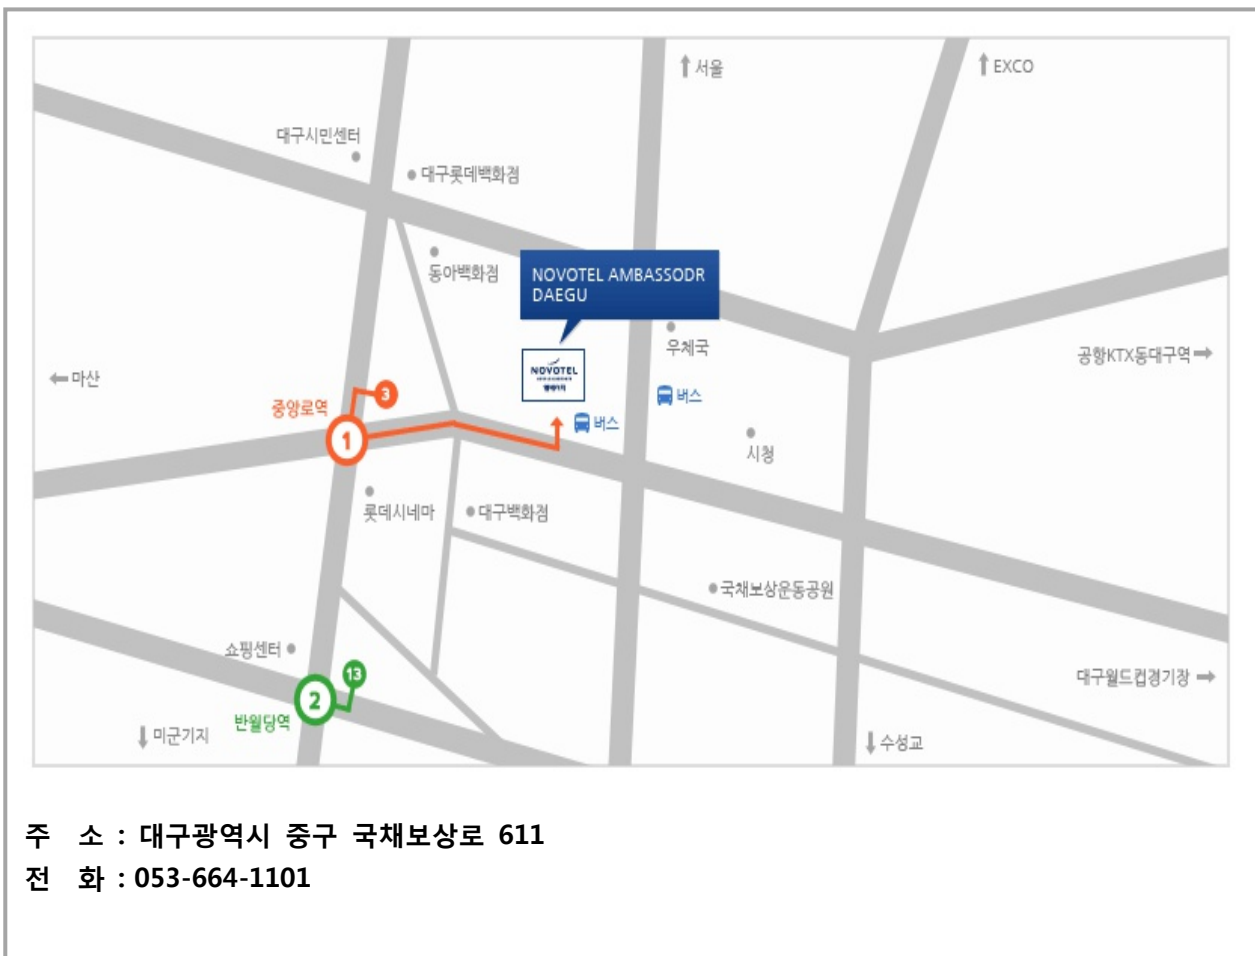 서울
EXCO
대구시민센터
대구롯데백화점
동아백화점
NOVOTEL AMBASSODR
DAEGU
우체국
공항KTX동대구역
NOVOTEL
마산
버스
3
중앙로역
1
버스
시청
롯데시네마
대구백화점
국채보상운동공원
쇼핑센터
13
2
대구월드컵경기장
반월당역
미군기지
수성교
주 소 : 대구광역시 중구 국채보상로 611
전 화 : 053-664-1101